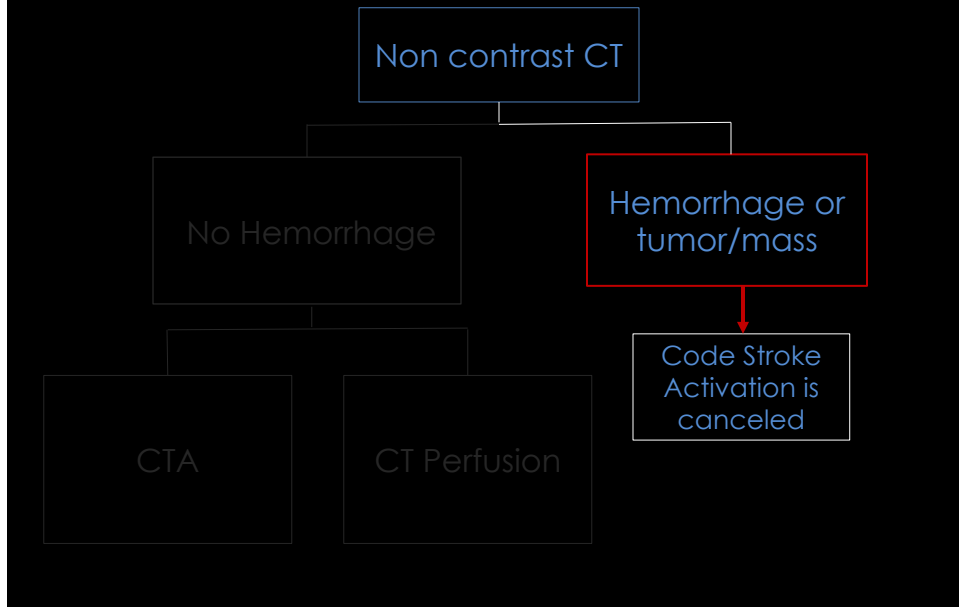 Non contrast CT
No Hemorrhage
Hemorrhage or
tumor/mass
CTA
CT Perfusion
Code Stroke
Activation is
canceled